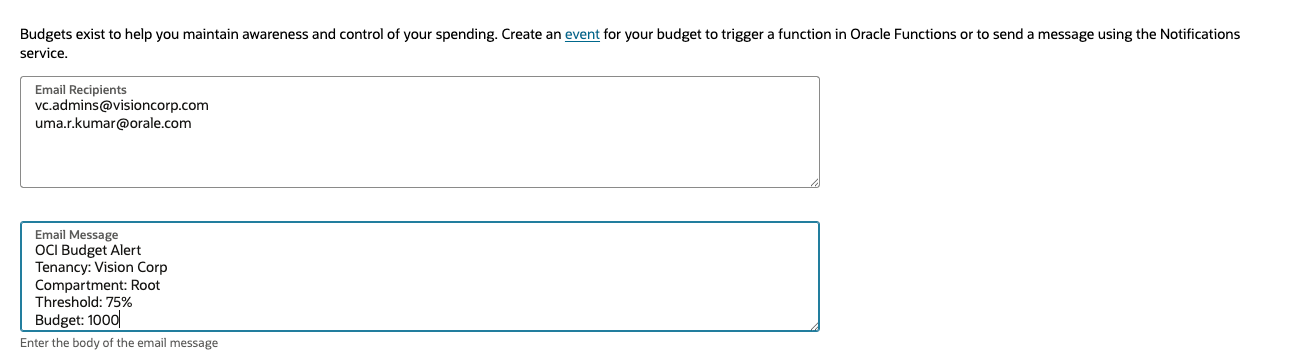 Budgets exist to help you maintain awareness and control of your spending. Create an event for your budget to trigger a function in Oracle Functions or to send a message using the Notifications
service.
Email Recipients
vc.admins@visioncorp.com
uma.r.kumar@orale.com
Email Message
OCI Budget Alert
Tenancy: Vision Corp
Compartment: Root
Threshold: 75%
Budget: 1000
Enter the body of the email message